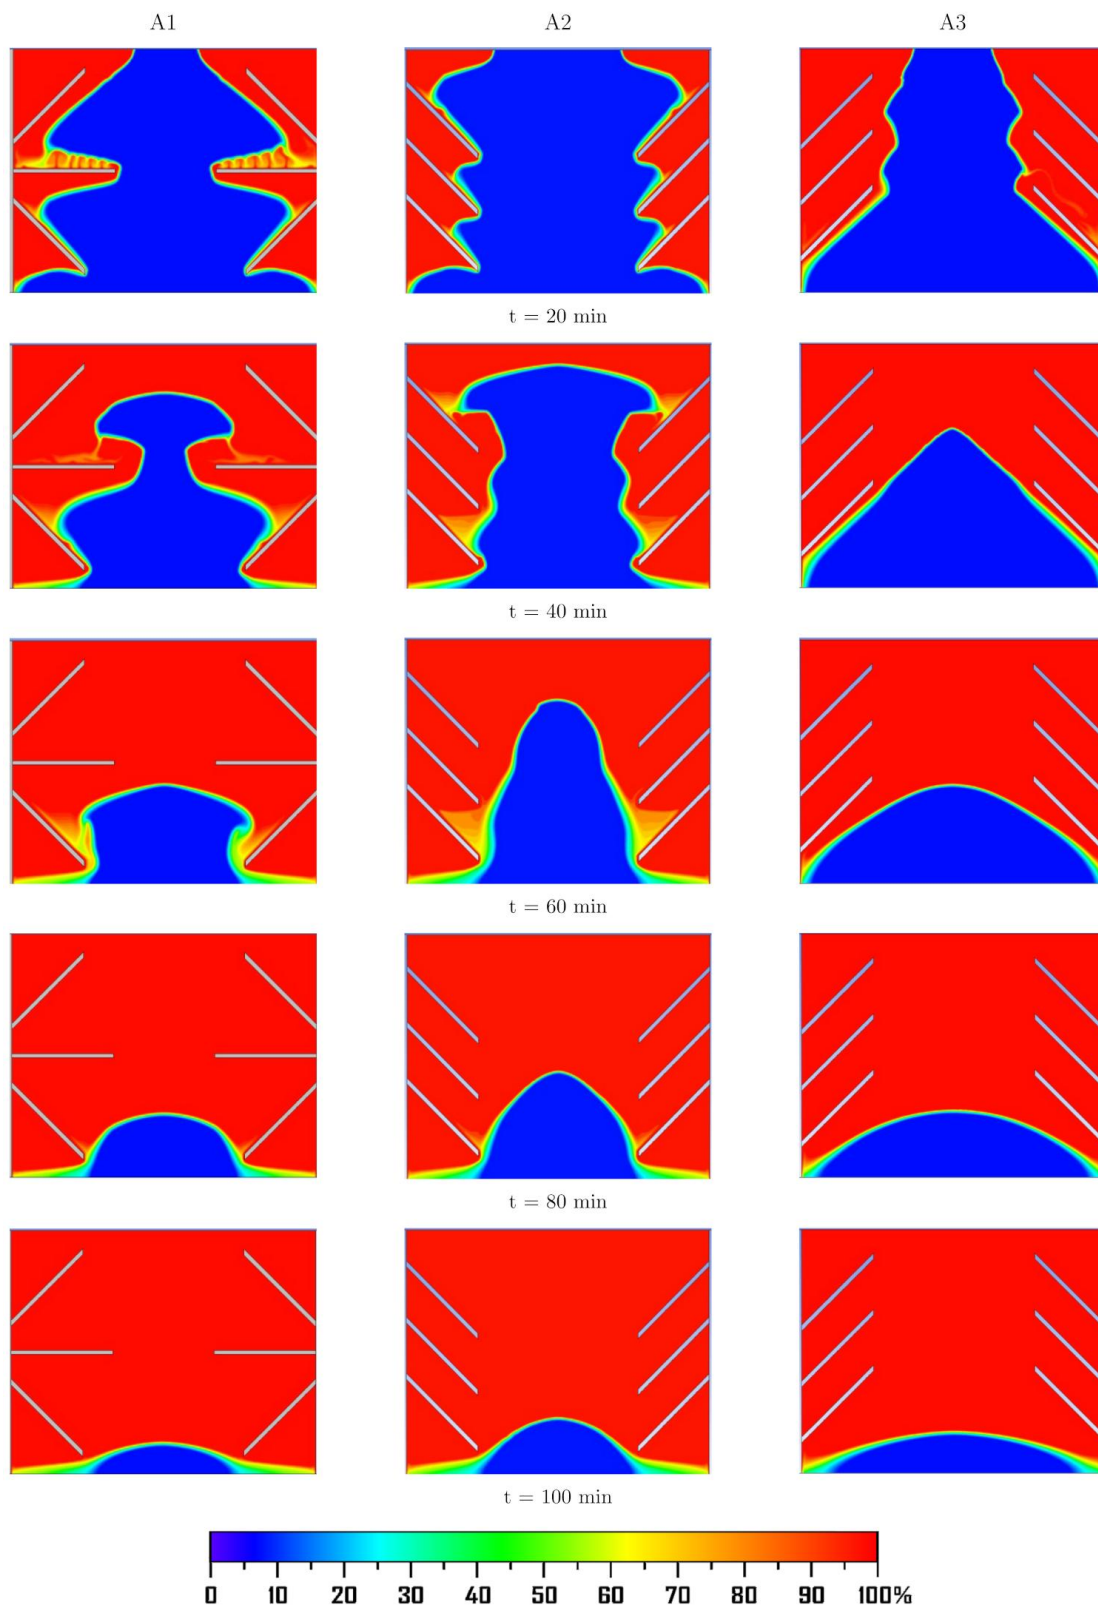 A1 A2 A3
t = 20 min
t = 40 min
t = 60 min
t = 80 min
t = 100 min
0 10 20 30 40 50 60 70 80 90 100%